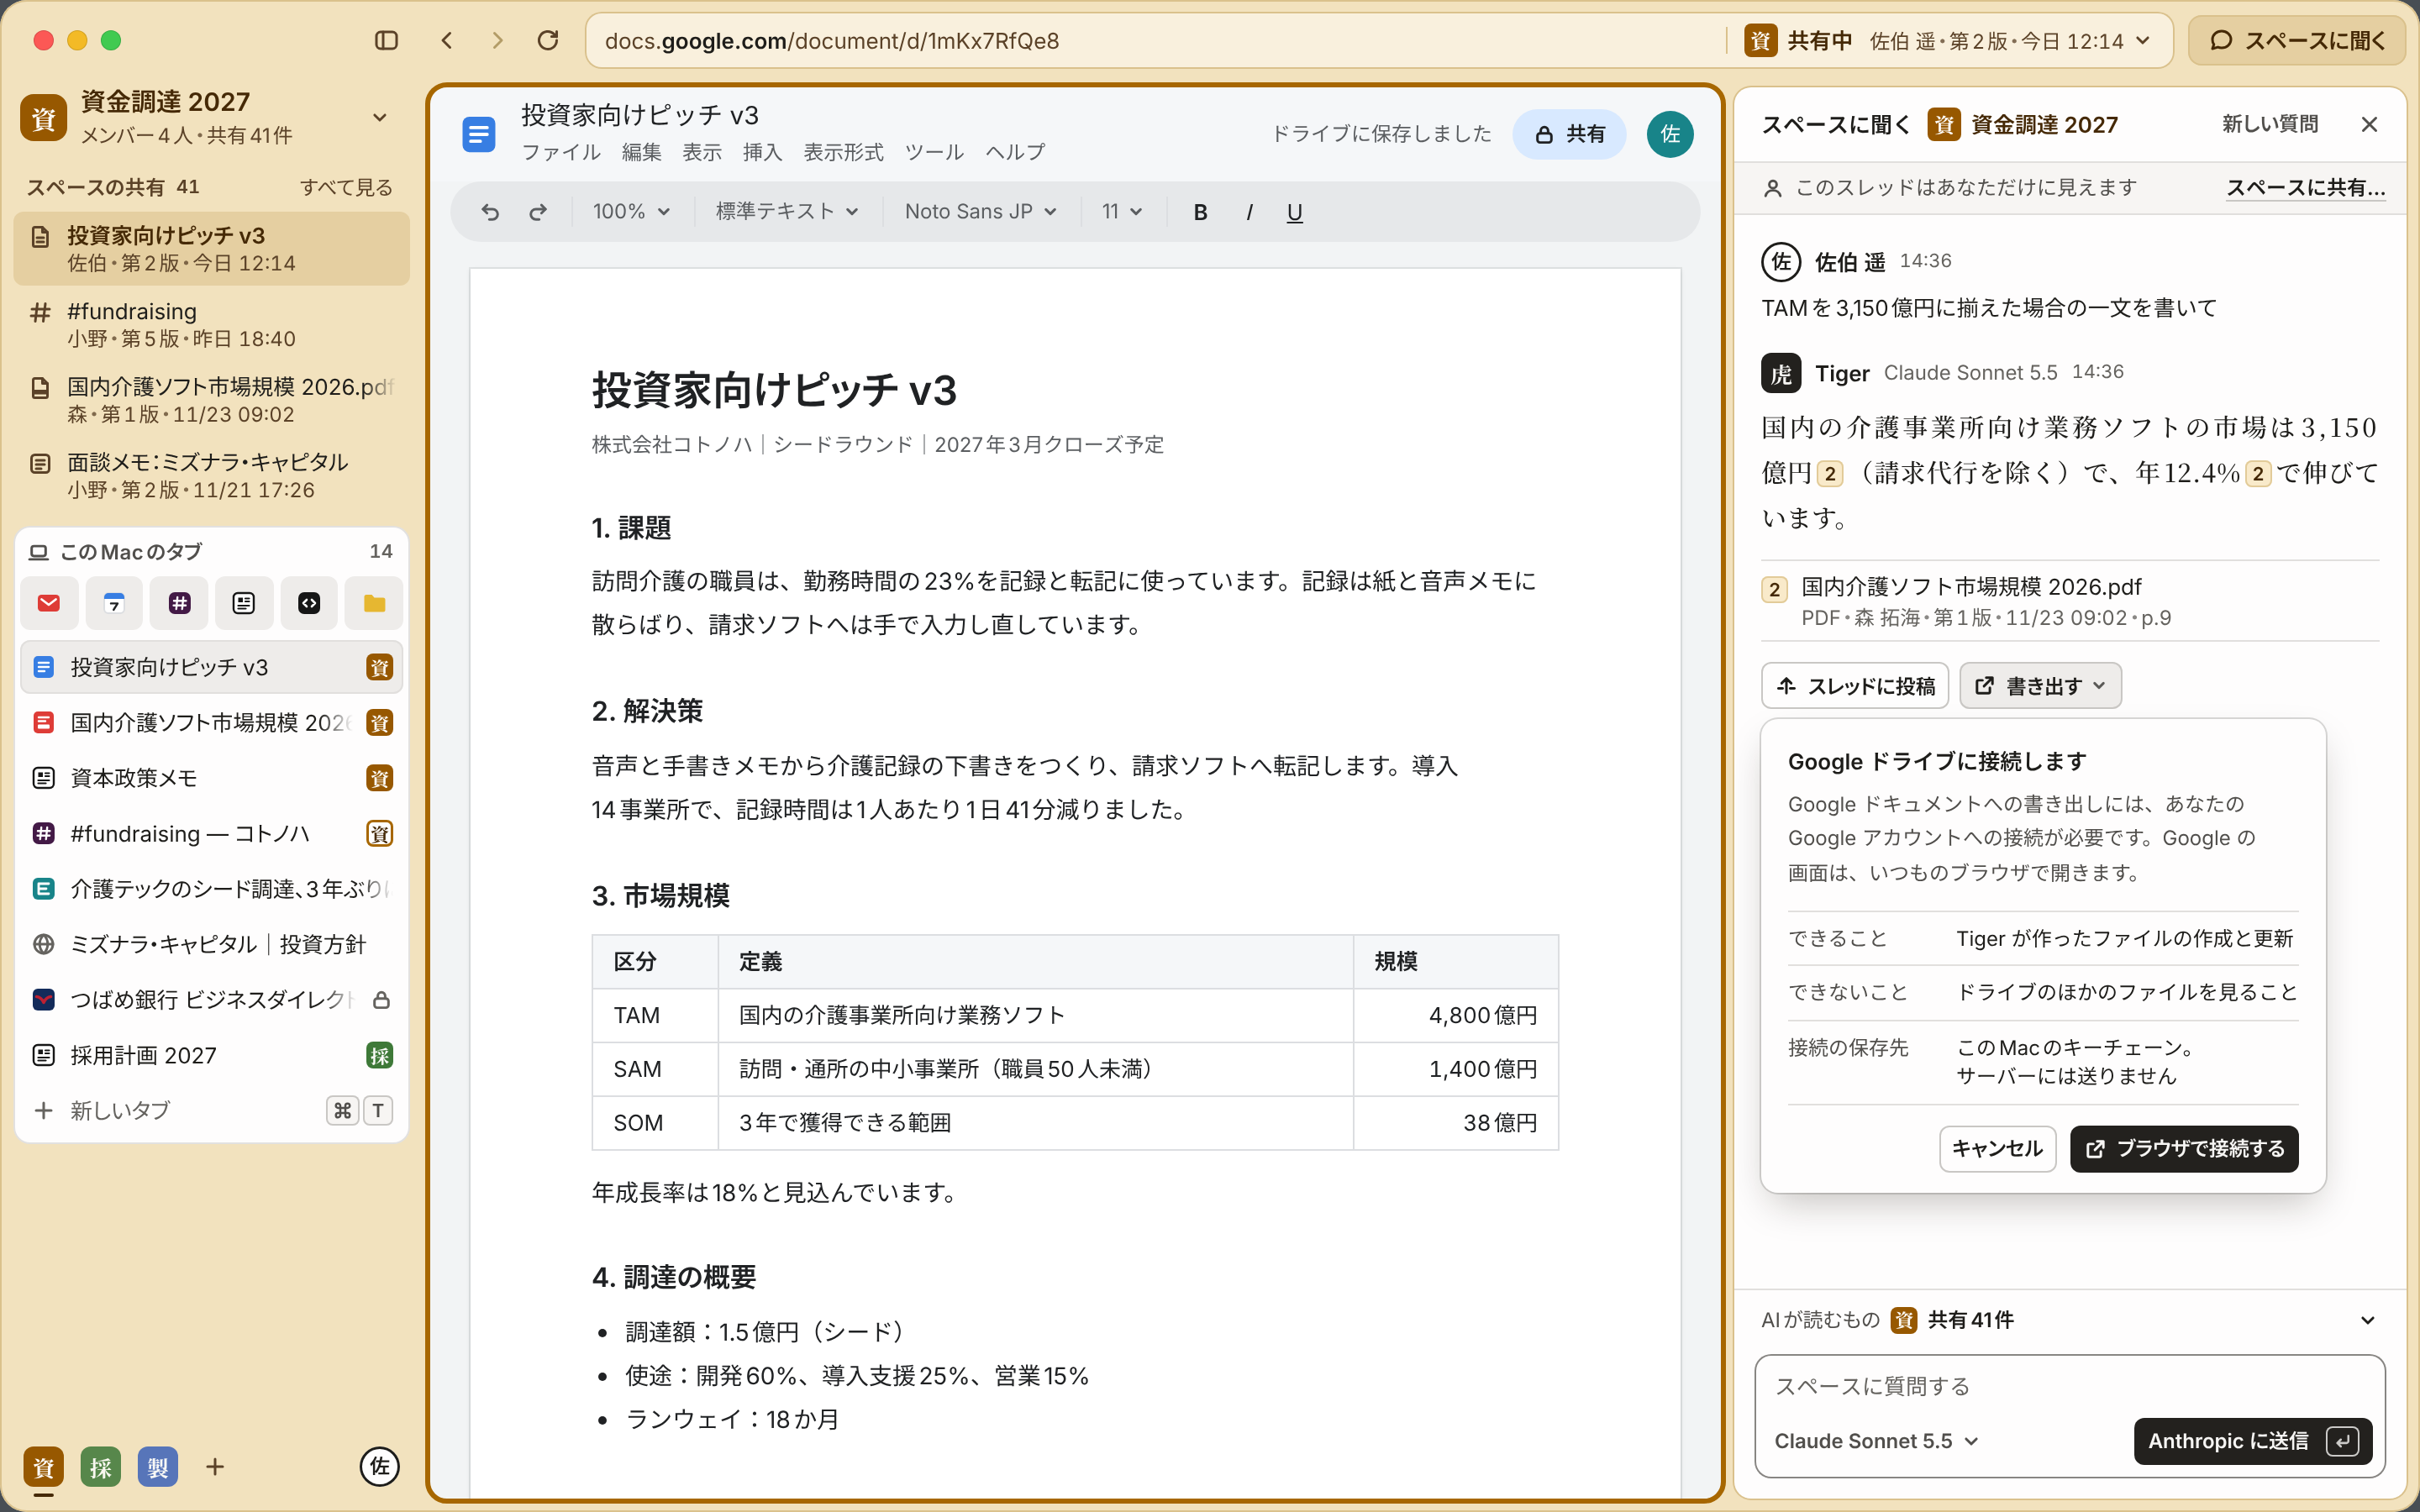 docs.google.com/document/d/1mKx7RfQe8
資 共有中 佐伯 遥・第2版・今日 12:14
スペースに聞く
資 資金調達 2027
メンバー4人・共有41件
スペースの共有 41 すべて見る
投資家向けピッチ v3
佐伯・第2版・今日 12:14
#fundraising
小野・第5版・昨日 18:40
国内介護ソフト市場規模 2026.pdf
森・第1版・11/23 09:02
面談メモ：ミズナラ・キャピタル
小野・第2版・11/21 17:26
このMacのタブ 14
7
投資家向けピッチ v3 資
国内介護ソフト市場規模 2026 資
資本政策メモ 資
#fundraising — コトノハ 資
介護テックのシード調達、3年ぶりに
ミズナラ・キャピタル｜投資方針
つばめ銀行 ビジネスダイレクト
採用計画 2027 採
新しいタブ ⌘ T
資 採 製 + 佐
投資家向けピッチ v3
ファイル 編集 表示 挿入 表示形式 ツール ヘルプ
ドライブに保存しました 共有 佐
100% 標準テキスト Noto Sans JP 11 B I U
投資家向けピッチ v3
株式会社コトノハ｜シードラウンド｜2027年3月クローズ予定
1. 課題
訪問介護の職員は、勤務時間の23%を記録と転記に使っています。記録は紙と音声メモに
散らばり、請求ソフトへは手で入力し直しています。
2. 解決策
音声と手書きメモから介護記録の下書きをつくり、請求ソフトへ転記します。導入
14事業所で、記録時間は1人あたり1日41分減りました。
3. 市場規模
区分 定義 規模
TAM 国内の介護事業所向け業務ソフト 4,800億円
SAM 訪問・通所の中小事業所（職員50人未満） 1,400億円
SOM 3年で獲得できる範囲 38億円
年成長率は18%と見込んでいます。
4. 調達の概要
• 調達額：1.5億円（シード）
• 使途：開発60%、導入支援25%、営業15%
• ランウェイ：18か月
スペースに聞く 資 資金調達 2027 新しい質問
このスレッドはあなただけに見えます スペースに共有...
佐 佐伯 遥 14:36
TAMを3,150億円に揃えた場合の一文を書いて
虎 Tiger Claude Sonnet 5.5 14:36
国内の介護事業所向け業務ソフトの市場は3,150
億円 2 （請求代行を除く）で、年12.4% 2 で伸びて
います。
2 国内介護ソフト市場規模 2026.pdf
PDF・森 拓海・第1版・11/23 09:02・p.9
スレッドに投稿 書き出す
Google ドライブに接続します
Google ドキュメントへの書き出しには、あなたの
Google アカウントへの接続が必要です。Google の
画面は、いつものブラウザで開きます。
できること Tiger が作ったファイルの作成と更新
できないこと ドライブのほかのファイルを見ること
接続の保存先 このMacのキーチェーン。
サーバーには送りません
キャンセル ブラウザで接続する
AIが読むもの 資 共有41件
スペースに質問する
Claude Sonnet 5.5 Anthropic に送信